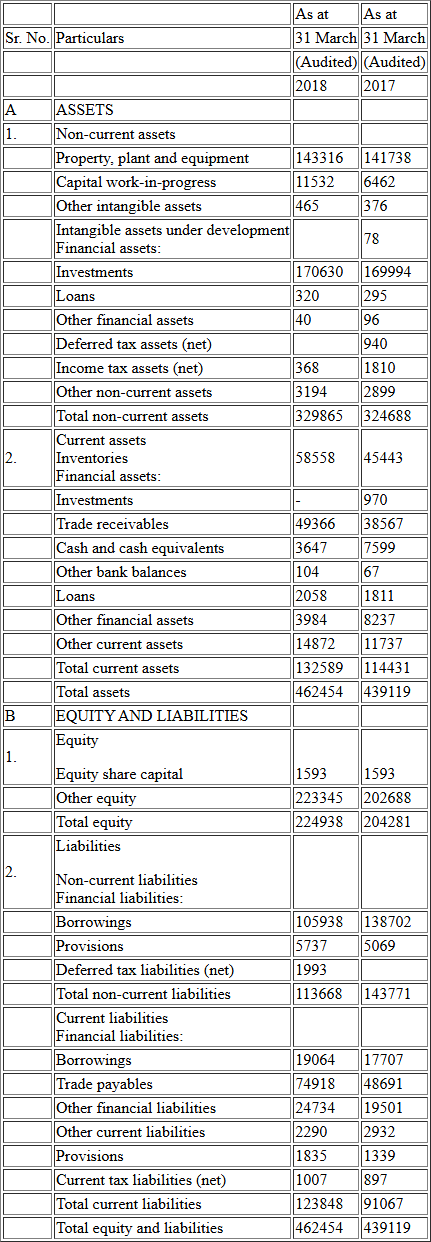 As at As at
Sr. No. Particulars 31 March 31 March
(Audited) (Audited)
2018 2017
A ASSETS
1. Non-current assets
Property, plant and equipment 143316 141738
Capital work-in-progress 11532 6462
Other intangible assets 465 376
Intangible assets under development 78
Financial assets:
Investments 170630 169994
Loans 320 295
Other financial assets 40 96
Deferred tax assets (net) 940
Income tax assets (net) 368 1810
Other non-current assets 3194 2899
Total non-current assets 329865 324688
2. Current assets
Inventories 58558 45443
Financial assets:
Investments - 970
Trade receivables 49366 38567
Cash and cash equivalents 3647 7599
Other bank balances 104 67
Loans 2058 1811
Other financial assets 3984 8237
Other current assets 14872 11737
Total current assets 132589 114431
Total assets 462454 439119
B EQUITY AND LIABILITIES
1. Equity
Equity share capital 1593 1593
Other equity 223345 202688
Total equity 224938 204281
2. Liabilities
Non-current liabilities
Financial liabilities:
Borrowings 105938 138702
Provisions 5737 5069
Deferred tax liabilities (net) 1993
Total non-current liabilities 113668 143771
Current liabilities
Financial liabilities:
Borrowings 19064 17707
Trade payables 74918 48691
Other financial liabilities 24734 19501
Other current liabilities 2290 2932
Provisions 1835 1339
Current tax liabilities (net) 1007 897
Total current liabilities 123848 91067
Total equity and liabilities 462454 439119